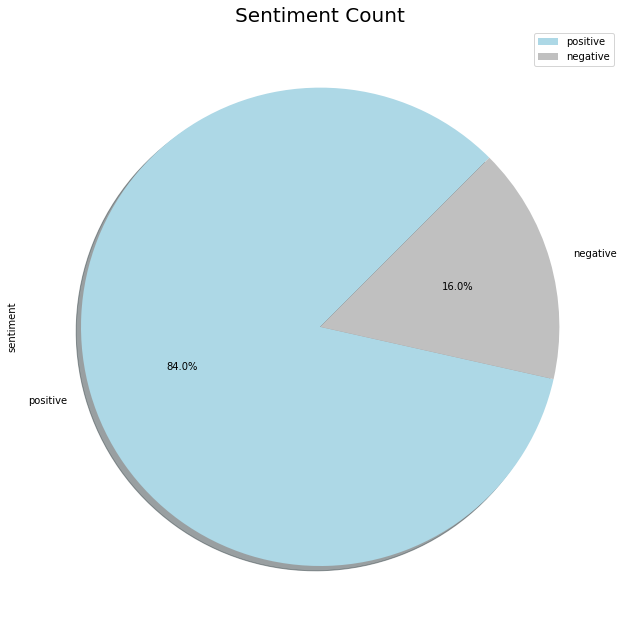 Sentiment Count
positive
negative
negative
16.0%
sentiment
84.0%
positive